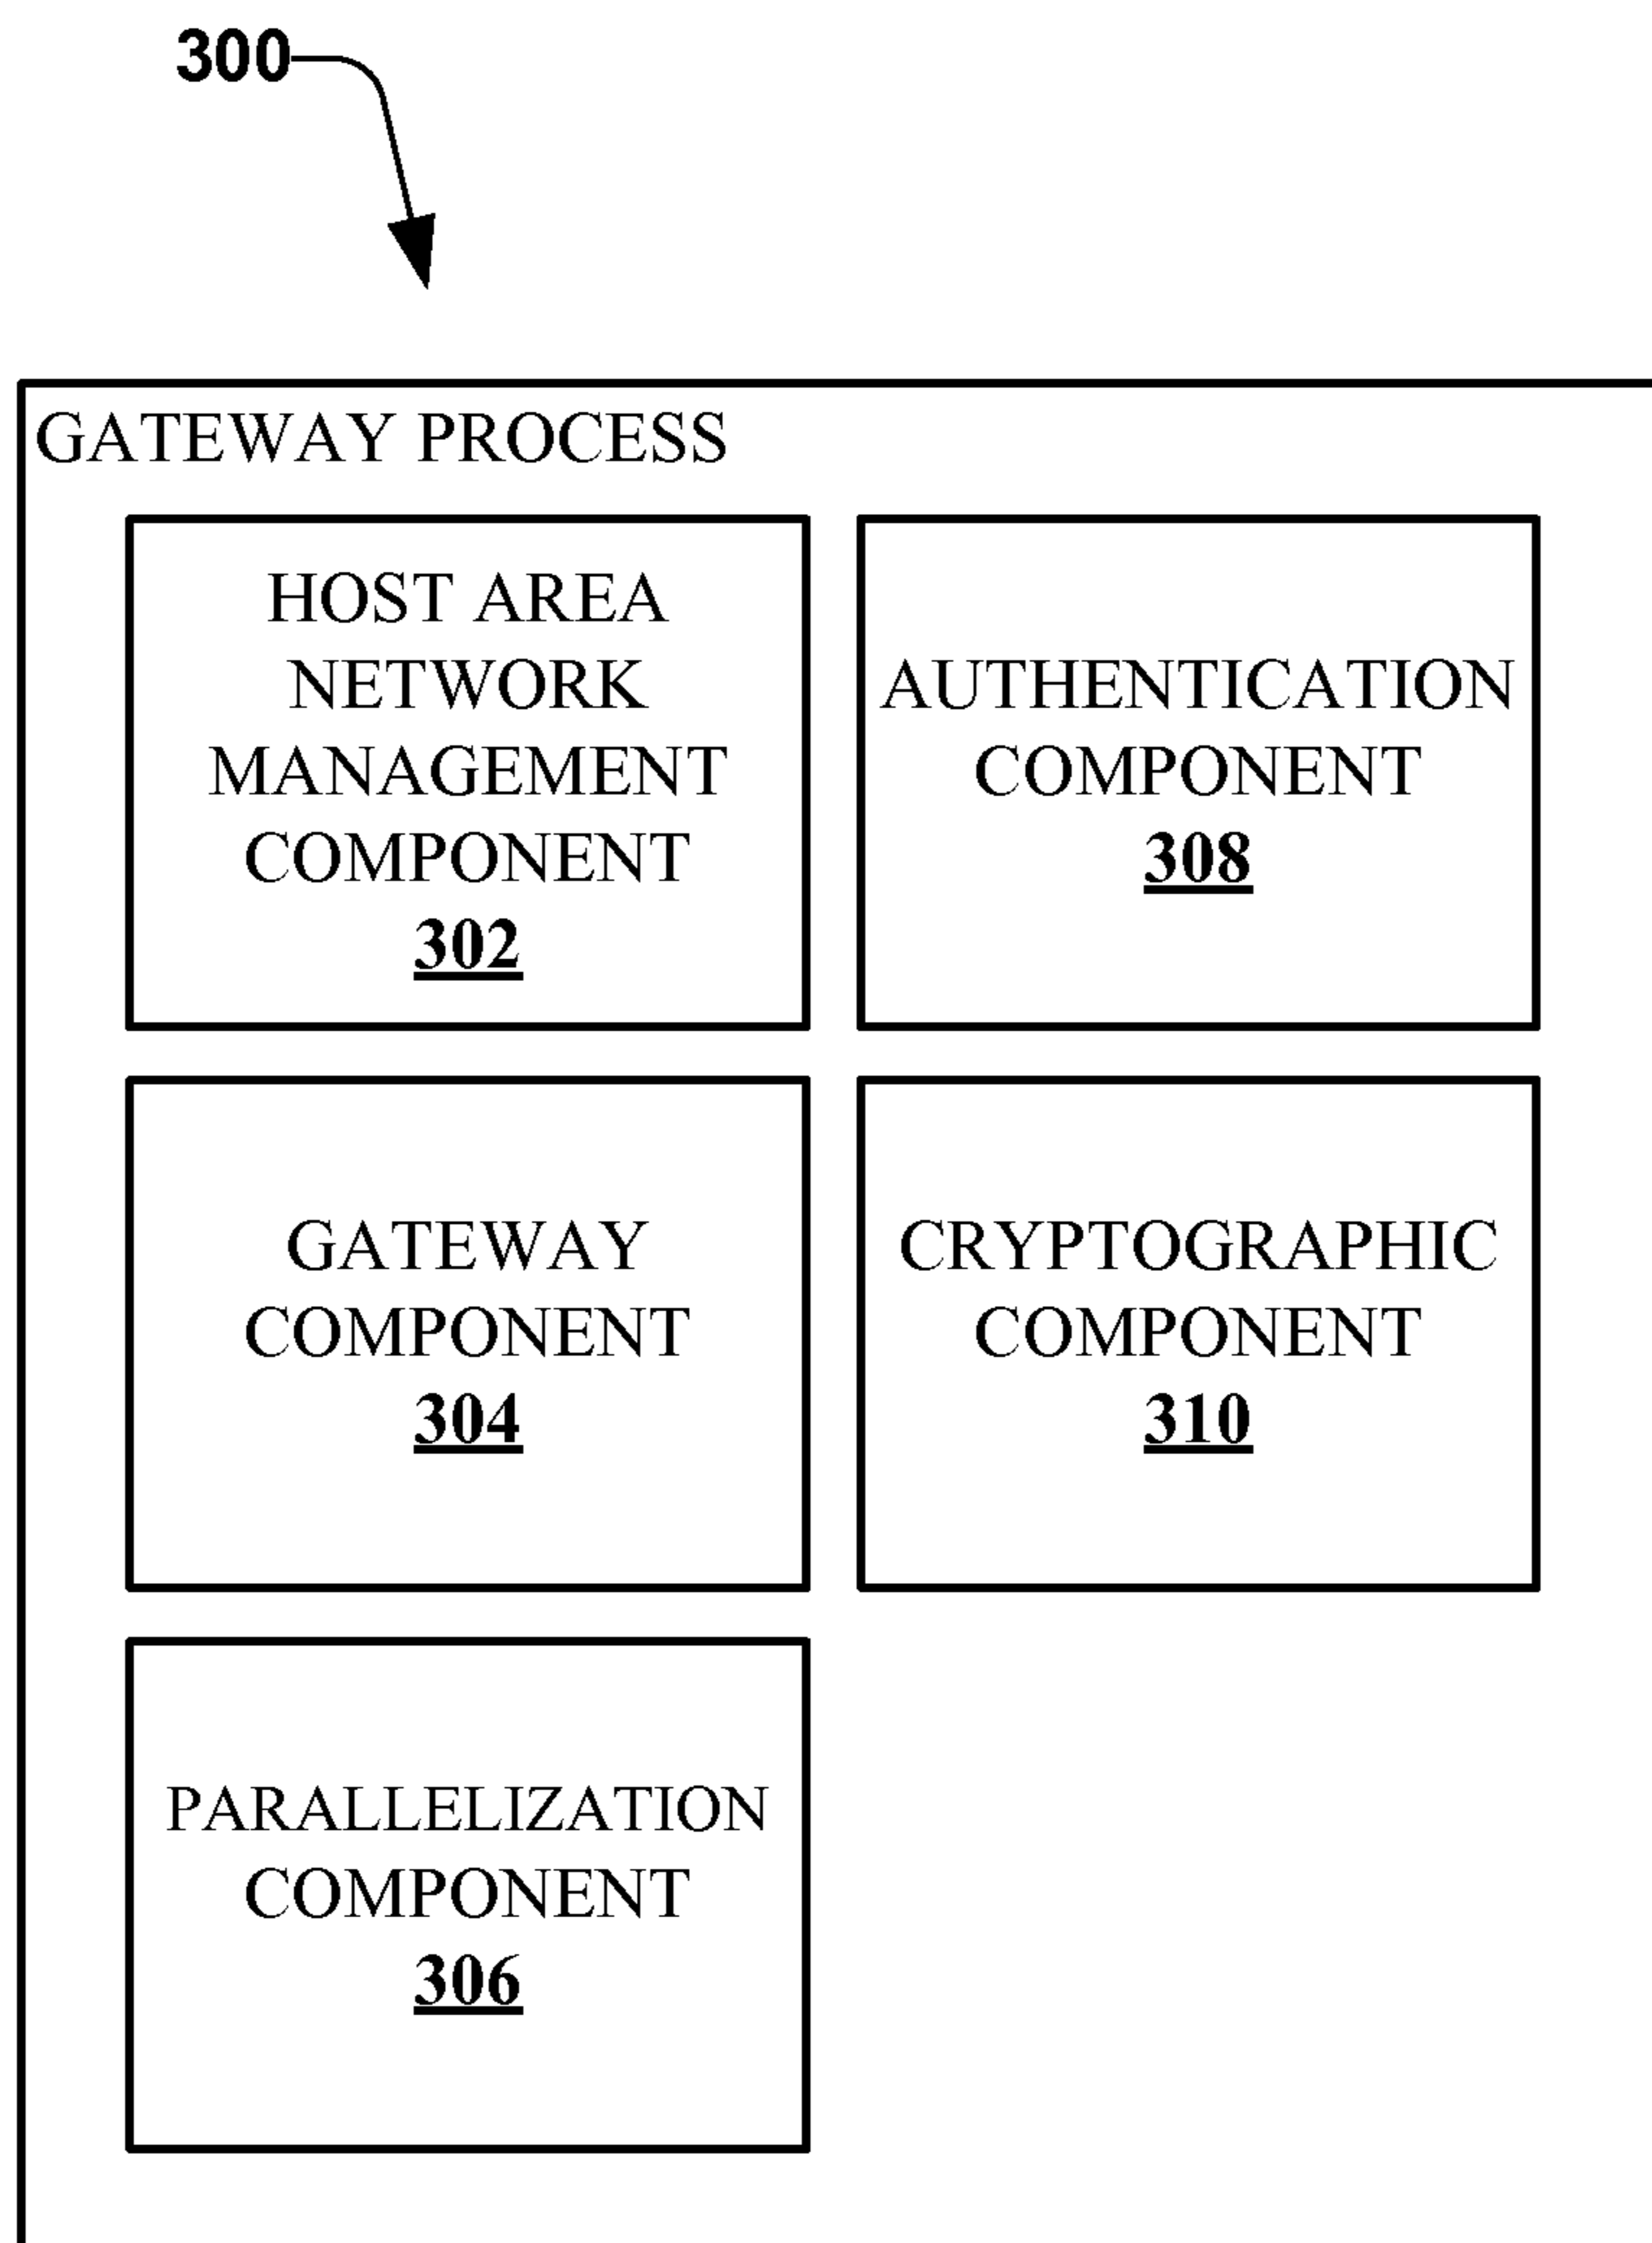 300
GATEWAY PROCESS
HOST AREA
NETWORK
MANAGEMENT
COMPONENT
302
AUTHENTICATION
COMPONENT
308
GATEWAY
COMPONENT
304
CRYPTOGRAPHIC
COMPONENT
310
PARALLELIZATION
COMPONENT
306